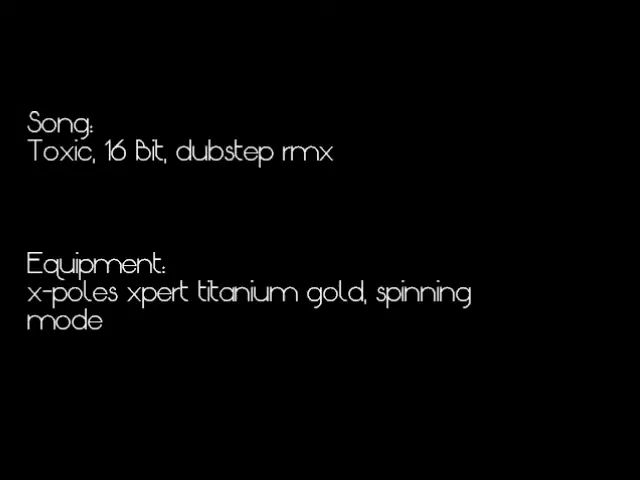 Song:
Toxic, 16 Bit, dubstep rmx
Equipment:
x-poles xpert titanium gold, spinning
mode